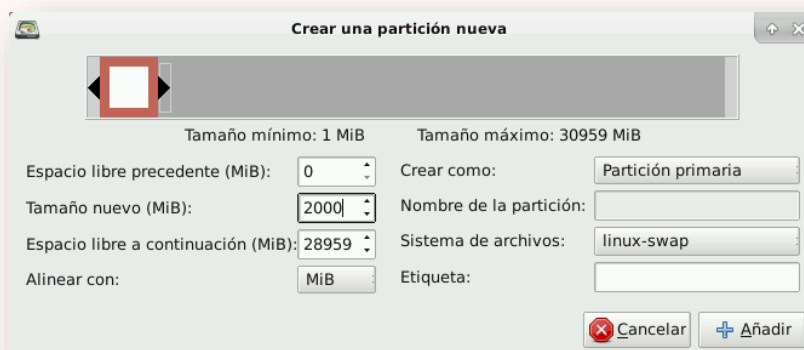 Crear una partición nueva
Tamaño mínimo: 1 MiB Tamaño máximo: 30959 MiB
Espacio libre precedente (MiB): 0 Crear como: Partición primaria
Tamaño nuevo (MiB): 2000 Nombre de la partición:
Espacio libre a continuación (MiB): 28959 Sistema de archivos: linux-swap
Alinear con: MiB Etiqueta:
Cancelar Añadir